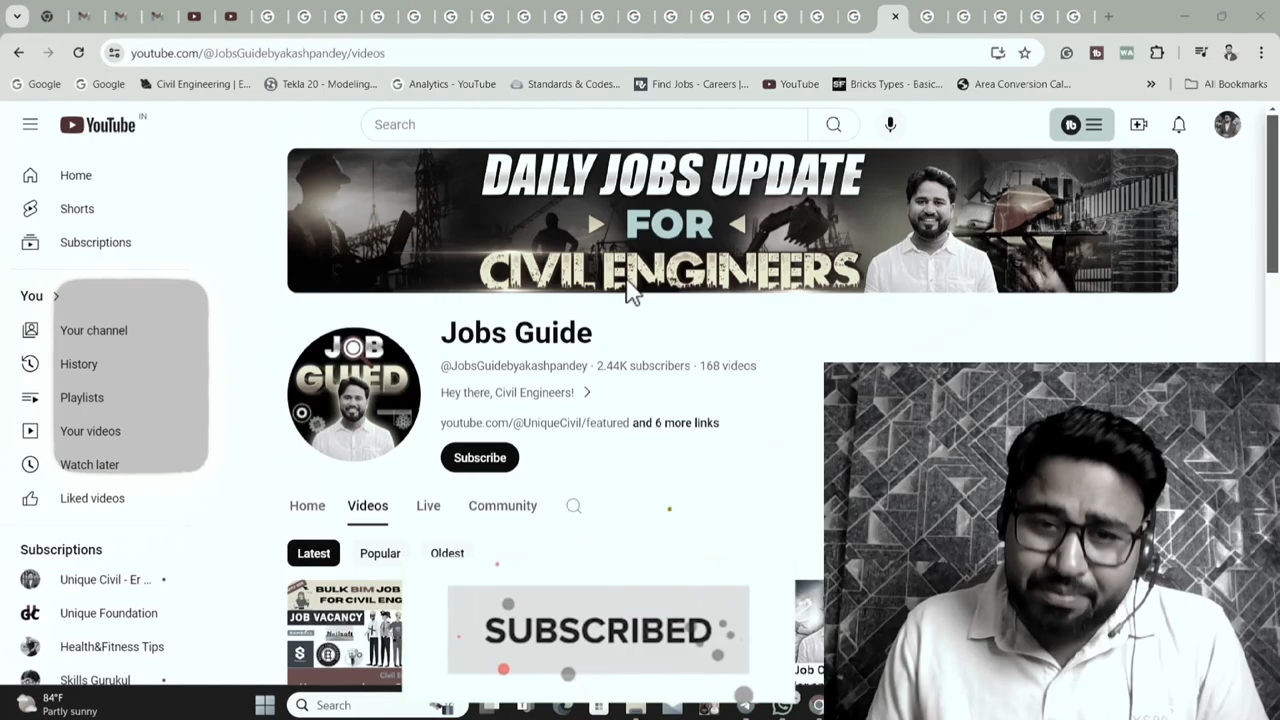 youtube.com/@JobsGuidebyakashpandey/videos
WA
Google
Google
Civil Engineering | E...
Tekla 20 - Modeling...
Analytics - YouTube
Standards & Codes...
Find Jobs - Careers |...
YouTube
SF
Bricks Types - Basic...
Area Conversion Cal...
»
All Bookmarks
YouTube IN
Search
Home
Shorts
Subscriptions
You
Your channel
History
Playlists
Your videos
Watch later
Liked videos
Subscriptions
Unique Civil - Er ...
Unique Foundation
Health&Fitness Tips
Skills Gurukul
DAILY JOBS UPDATE
FOR
CIVIL ENGINEERS
JOB
GUIED
Jobs Guide
@JobsGuidebyakashpandey · 2.44K subscribers · 168 videos
Hey there, Civil Engineers!
youtube.com/@UniqueCivil/featured and 6 more links
Subscribe
Home
Videos
Live
Community
Latest
Popular
Oldest
BULK BIM JOB
FOR CIVIL ENG
JOB VACANCY
SUBSCRIBED
Job C
84°F
Partly sunny
Search